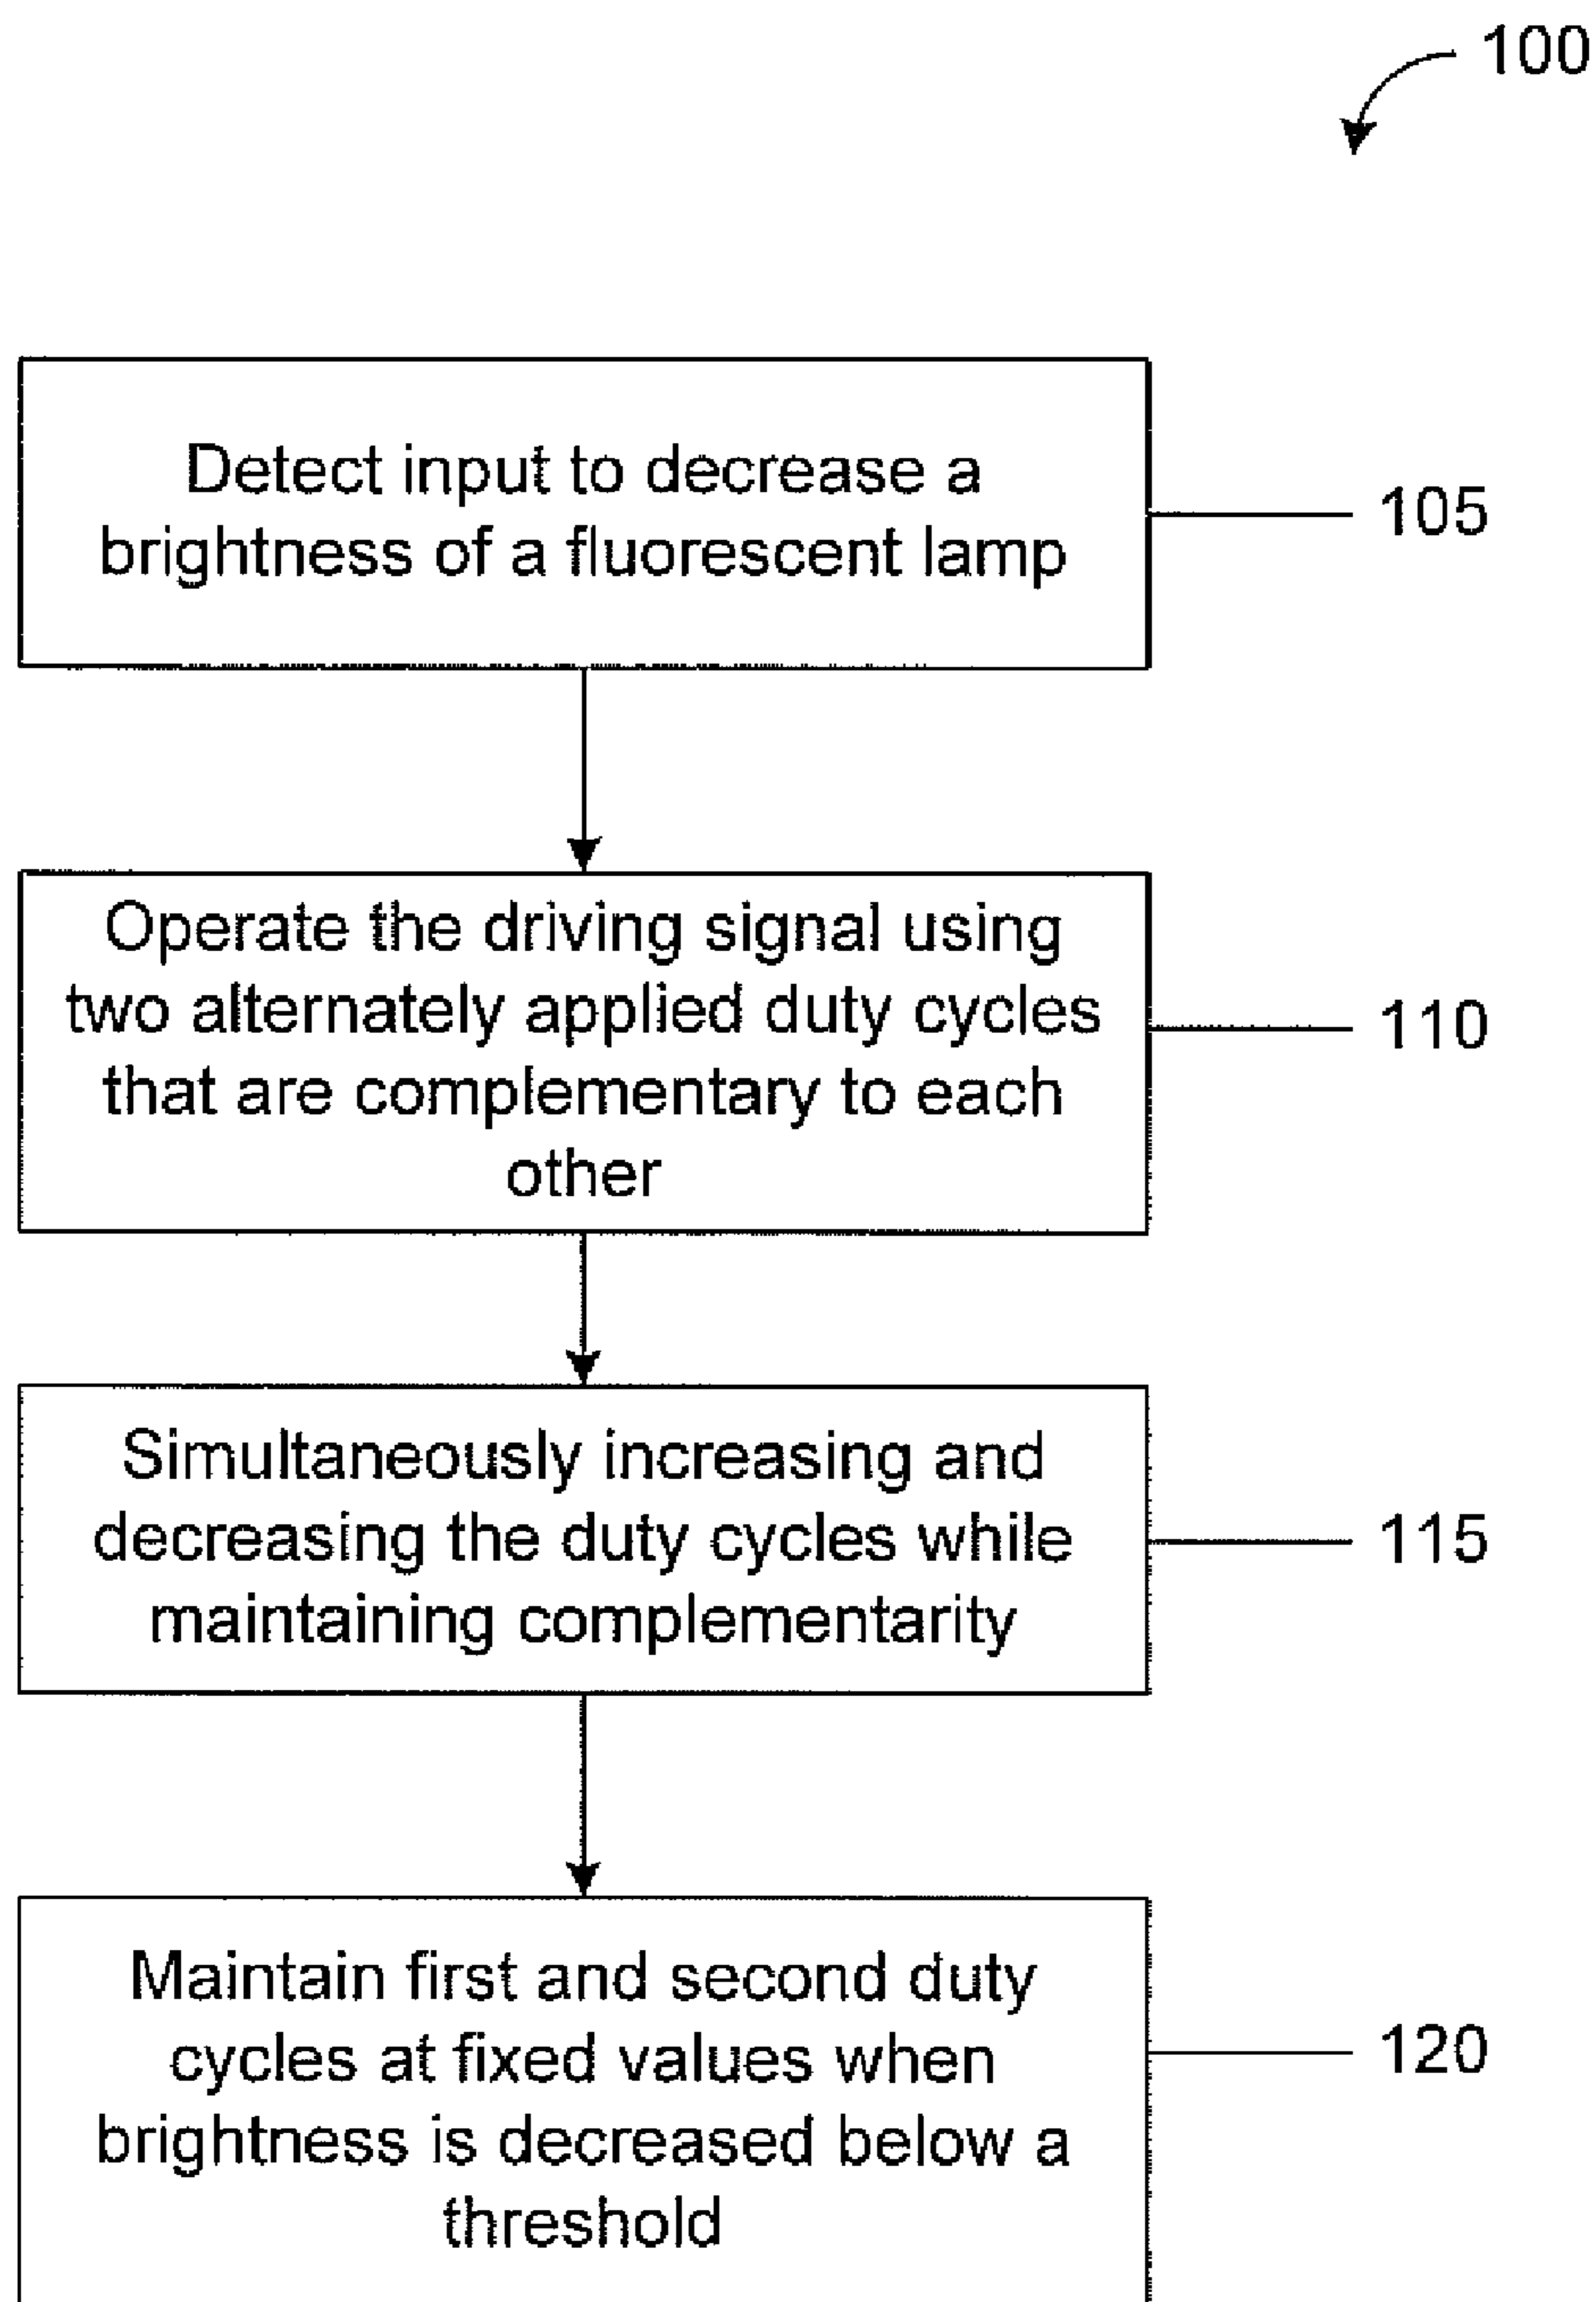 100
Detect input to decrease a
brightness of a fluorescent lamp
105
Operate the driving signal using
two alternately applied duty cycles
that are complementary to each
other
110
Simultaneously increasing and
decreasing the duty cycles while
maintaining complementarity
115
Maintain first and second duty
cycles at fixed values when
brightness is decreased below a
threshold
120